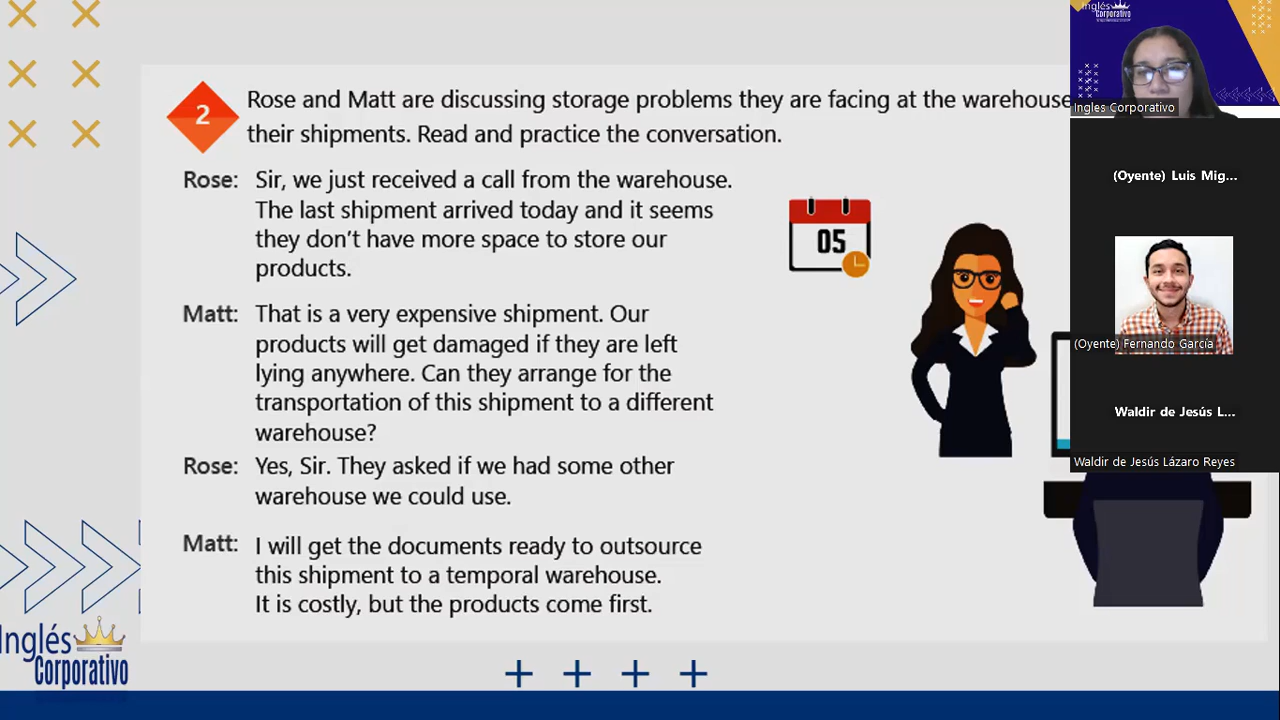 2
Rose and Matt are discussing storage problems they are facing at the warehouse
their shipments. Read and practice the conversation.
Rose: Sir, we just received a call from the warehouse.
The last shipment arrived today and it seems
they don't have more space to store our
products.
Matt: That is a very expensive shipment. Our
products will get damaged if they are left
lying anywhere. Can they arrange for the
transportation of this shipment to a different
warehouse?
Rose: Yes, Sir. They asked if we had some other
warehouse we could use.
Matt: I will get the documents ready to outsource
this shipment to a temporal warehouse.
It is costly, but the products come first.
05
Inglés
Corporativo
Inglés
Corporativo
Ingles Corporativo
(Oyente) Luis Mig...
(Oyente) Fernando García
Waldir de Jesús L...
Waldir de Jesús Lázaro Reyes